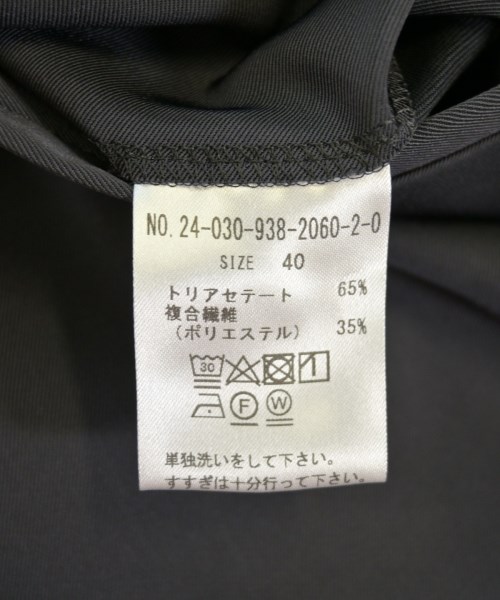 NO. 24-030-938-2060-2-0
SIZE 40
トリアセテート 65%
複合繊維
(ポリエステル) 35%
30
F W
単独洗いをして下さい。
すすぎは十分行って下さい。